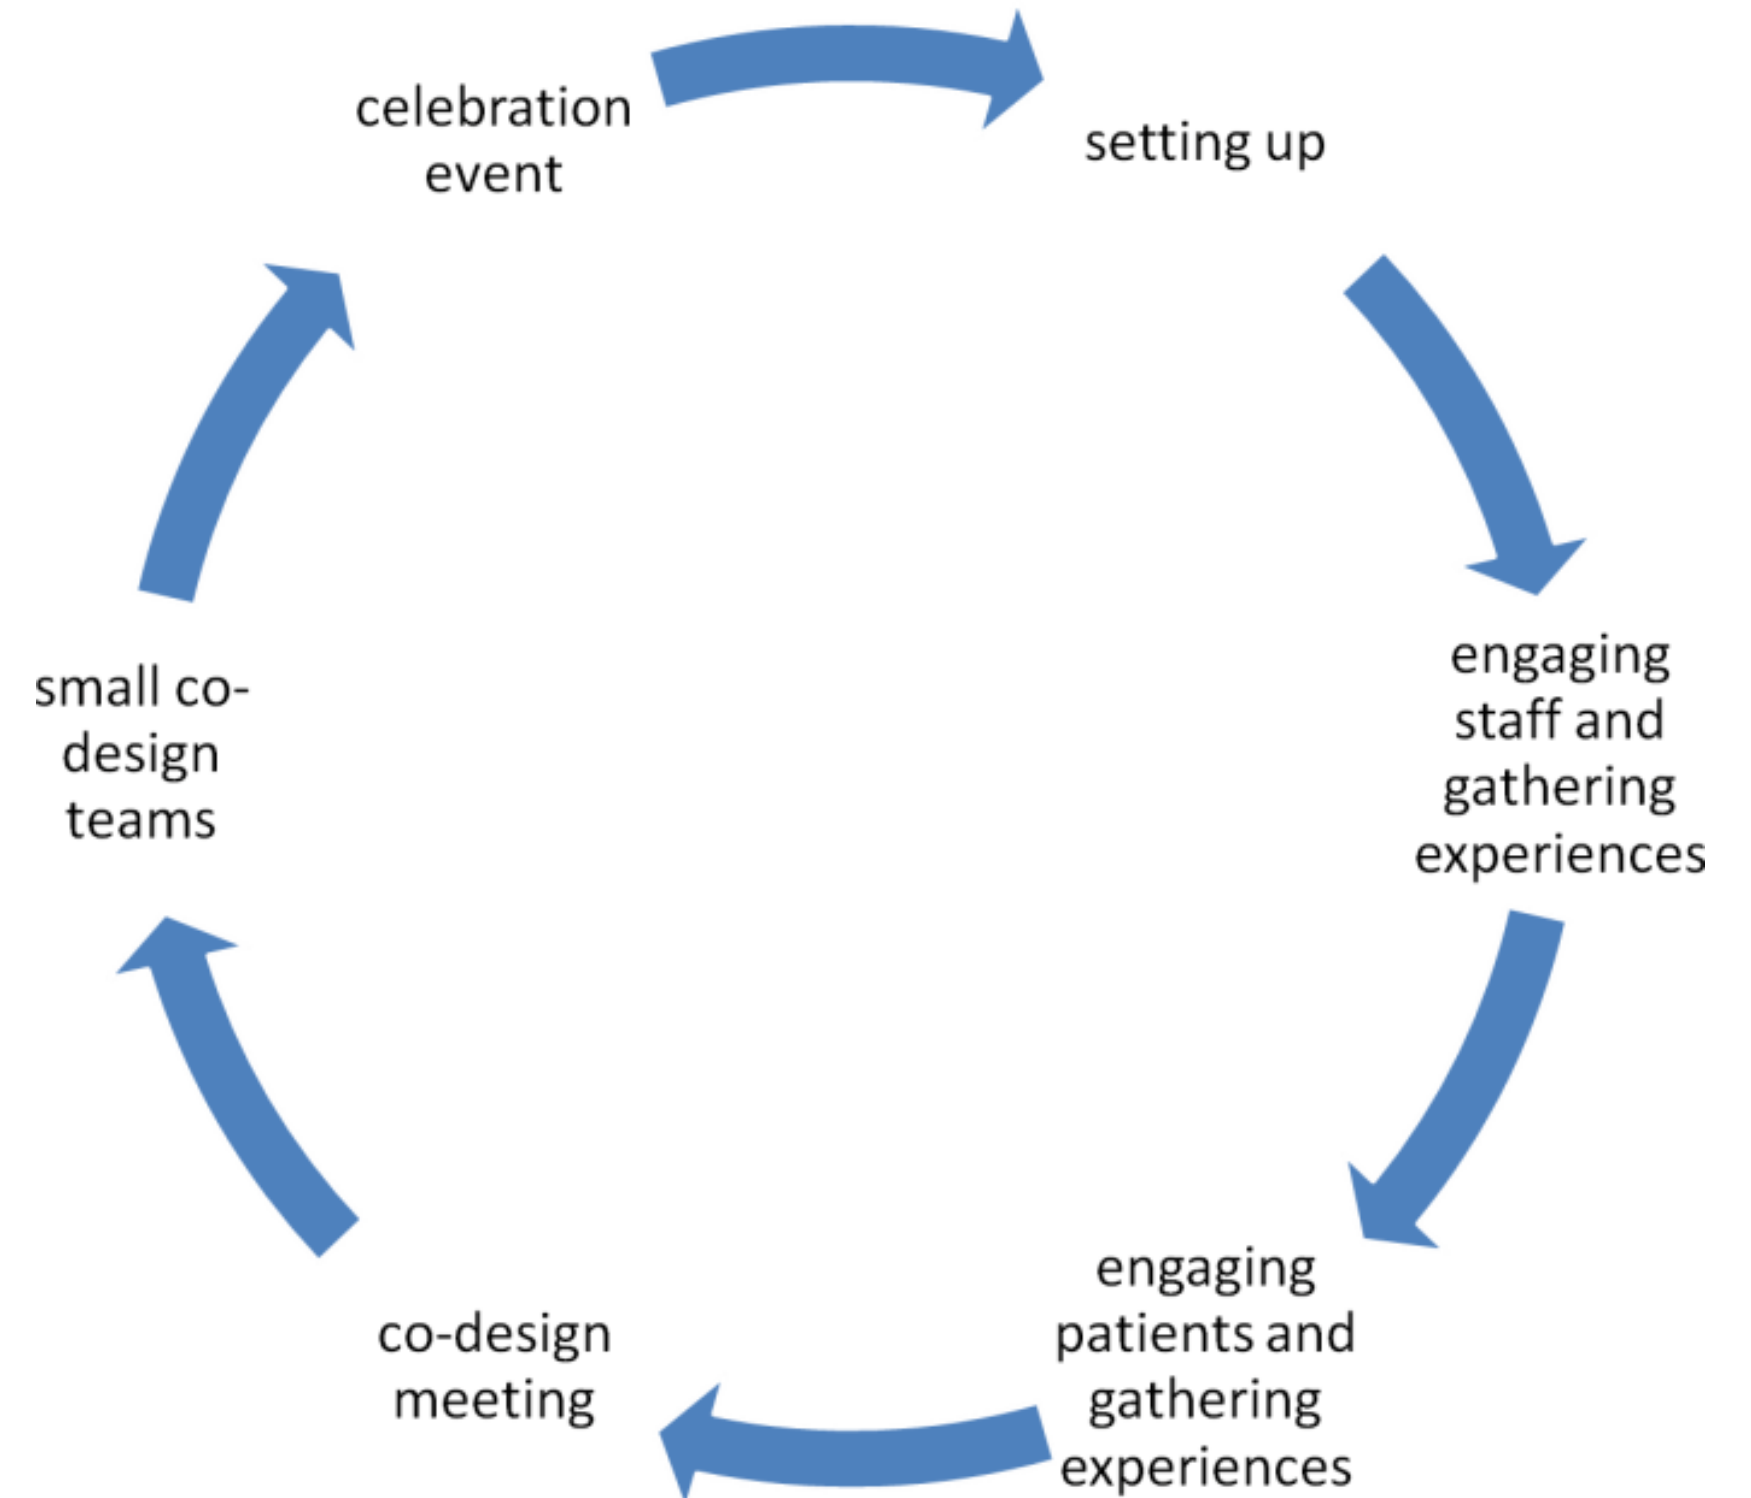 celebration
event
setting up
engaging
staff and
gathering
experiences
engaging
patients and
gathering
experiences
co-design
meeting
small co-
design
teams